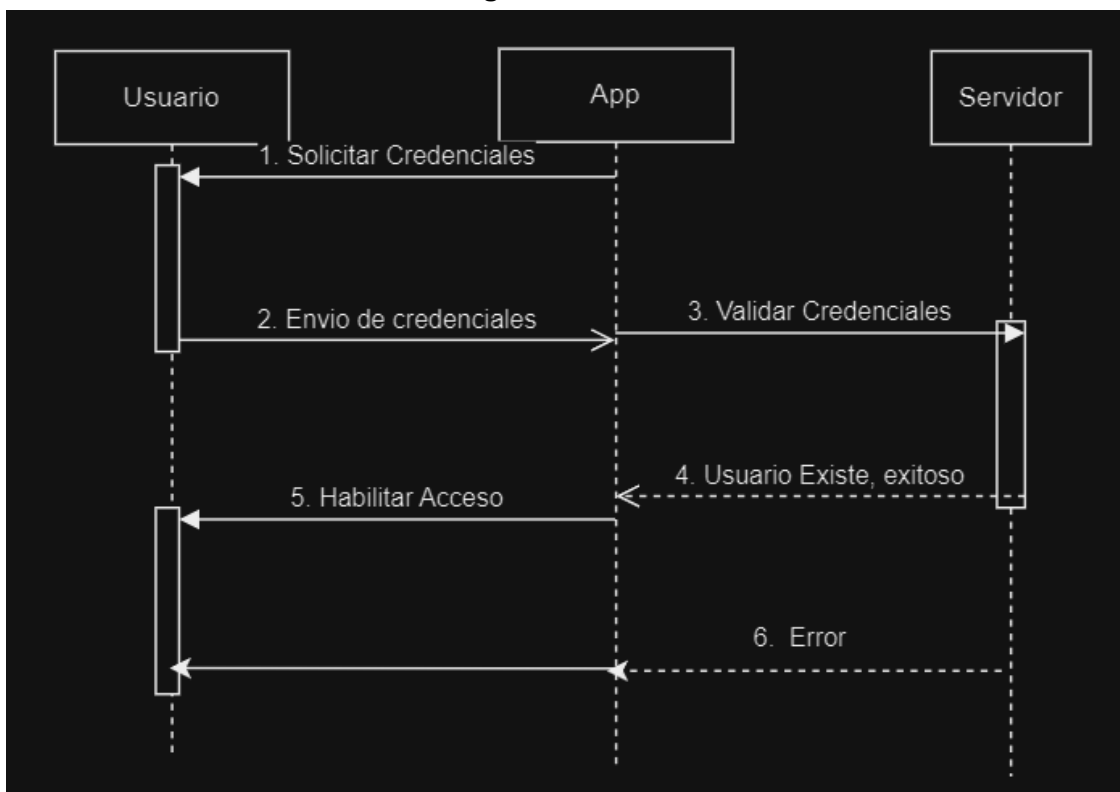 Usuario
App
Servidor
1. Solicitar Credenciales
2. Envio de credenciales
3. Validar Credenciales
4. Usuario Existe, exitoso
5. Habilitar Acceso
6. Error